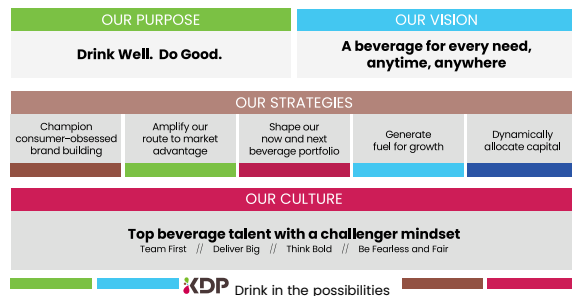 OUR PURPOSE
Drink Well. Do Good.
OUR VISION
A beverage for every need,
anytime, anywhere
OUR STRATEGIES
Champion
consumer-obsessed
brand building
Amplify our
route to market
advantage
Shape our
now and next
beverage portfolio
Generate
fuel for growth
Dynamically
allocate capital
OUR CULTURE
Top beverage talent with a challenger mindset
Team First // Deliver Big // Think Bold // Be Fearless and Fair
KDP Drink in the possibilities